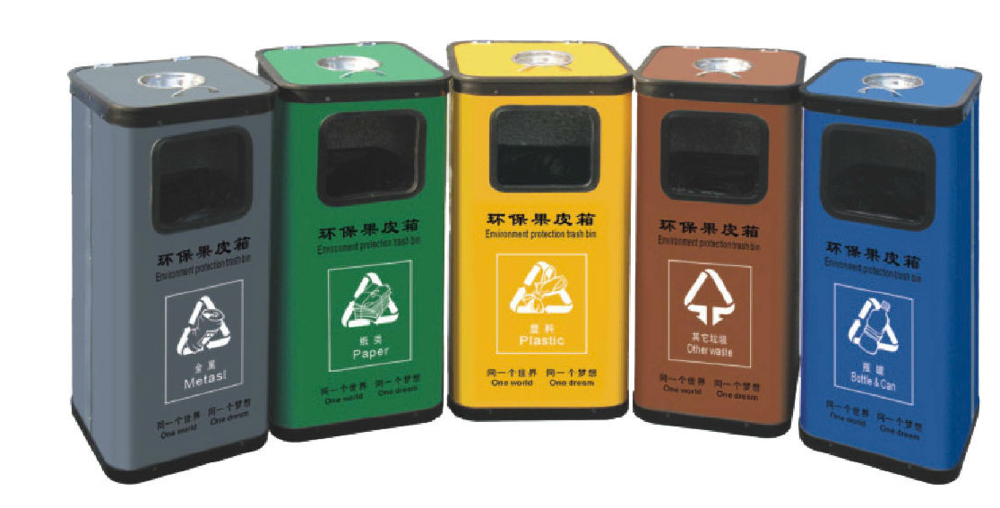 环保果皮箱
Environment protection trash bin
金属
Metasl
同一个世界 同一个梦想
One world One dream
环保果皮箱
Environment protection trash bin
纸类
Paper
同一个世界 同一个梦想
One world One dream
环保果皮箱
Environment protection trash bin
塑料
Plastic
同一个世界 同一个梦想
One world One dream
环保果皮箱
Environment protection trash bin
其它垃圾
Other waste
同一个世界 同一个梦想
One world One dream
环保果皮箱
Environment protection trash bin
瓶罐
Bottle & Can
同一个世界 同一个梦想
One world One dream